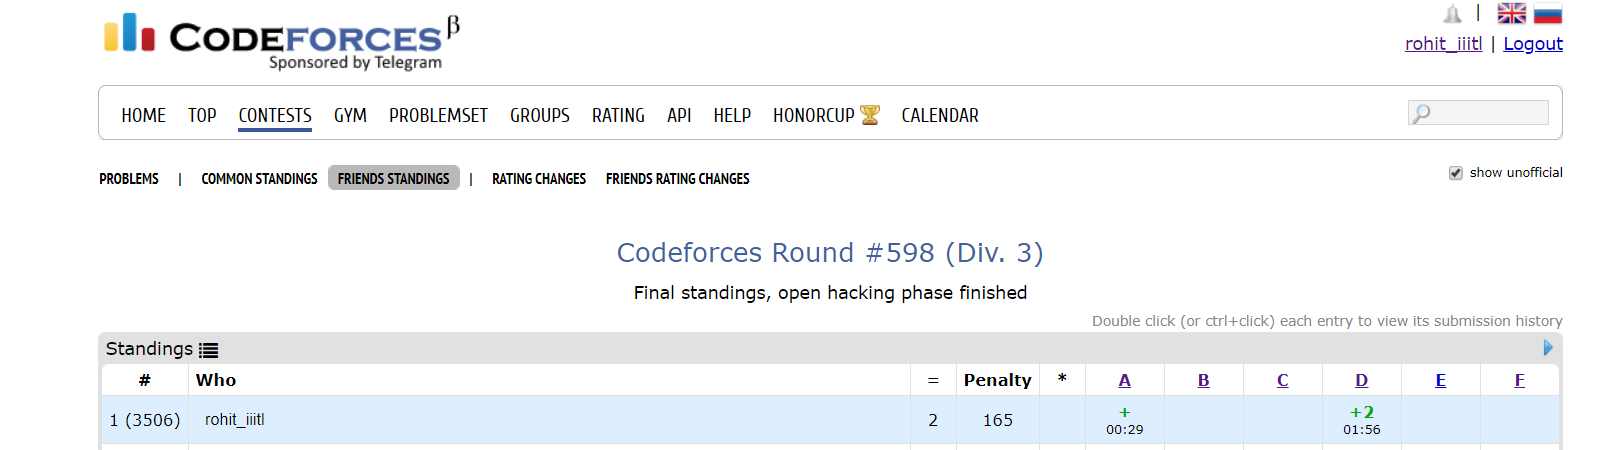 CODEFORCES β
Sponsored by Telegram
|
rohit_iiitl | Logout
HOME TOP CONTESTS GYM PROBLEMSET GROUPS RATING API HELP HONORCUP CALENDAR
PROBLEMS | COMMON STANDINGS FRIENDS STANDINGS | RATING CHANGES FRIENDS RATING CHANGES
show unofficial
Codeforces Round #598 (Div. 3)
Final standings, open hacking phase finished
Double click (or ctrl+click) each entry to view its submission history
Standings
# Who = Penalty * A B C D E F
1 (3506) rohit_iiitl 2 165 + +2
00:29 01:56